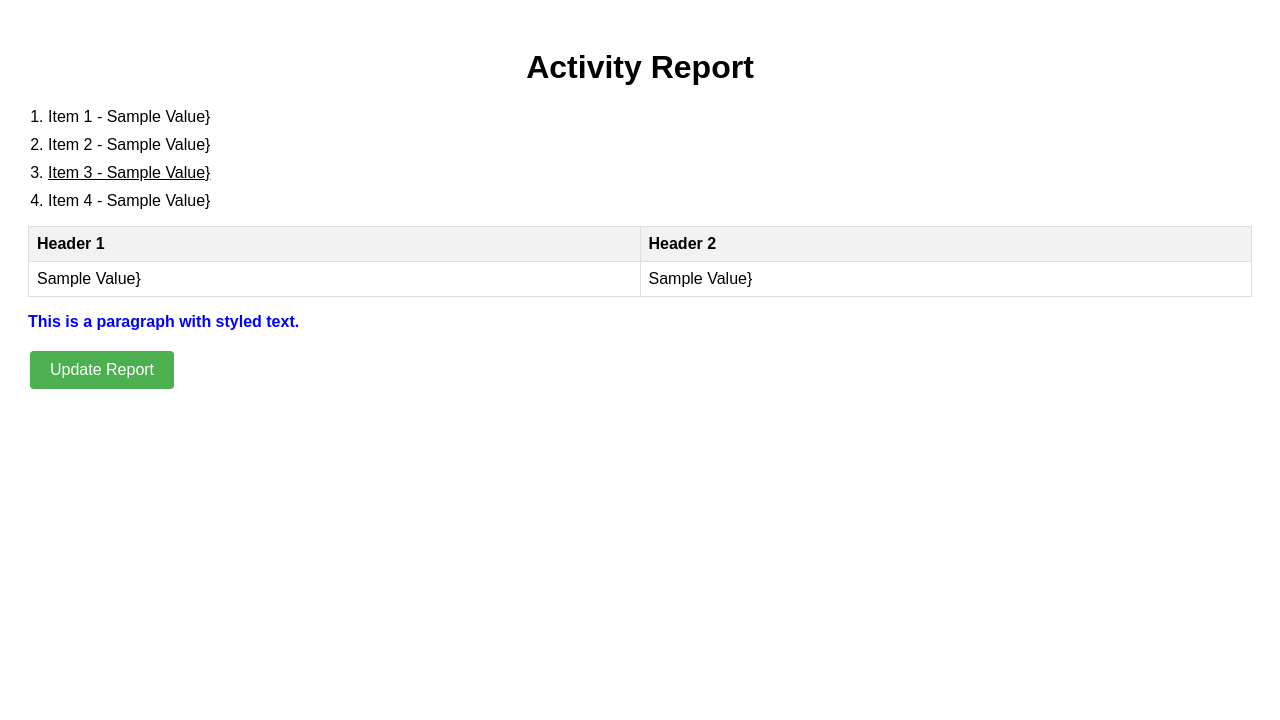 Activity Report
1. Item 1 - Sample Value}
2. Item 2 - Sample Value}
3. Item 3 - Sample Value}
4. Item 4 - Sample Value}
Header 1 Header 2
Sample Value} Sample Value}
This is a paragraph with styled text.
Update Report